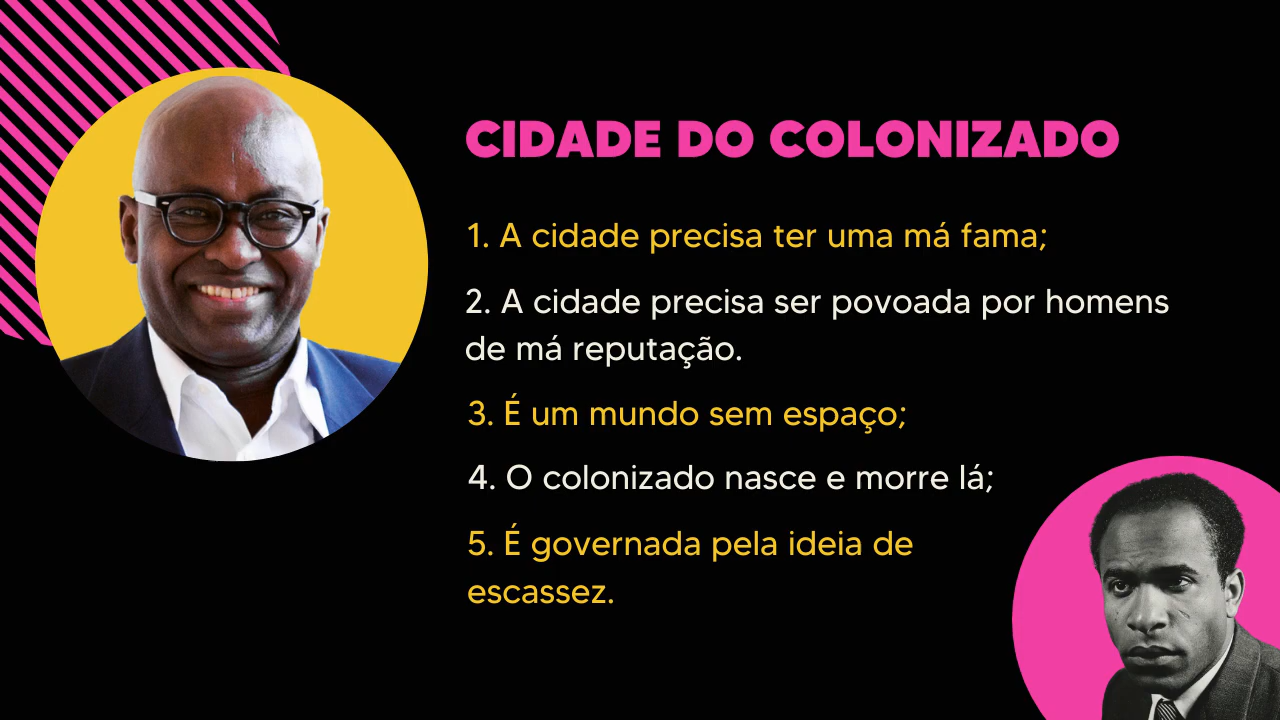 CIDADE DO COLONIZADO
1. A cidade precisa ter uma má fama;
2. A cidade precisa ser povoada por homens
de má reputação.
3. É um mundo sem espaço;
4. O colonizado nasce e morre lá;
5. É governada pela ideia de
escassez.